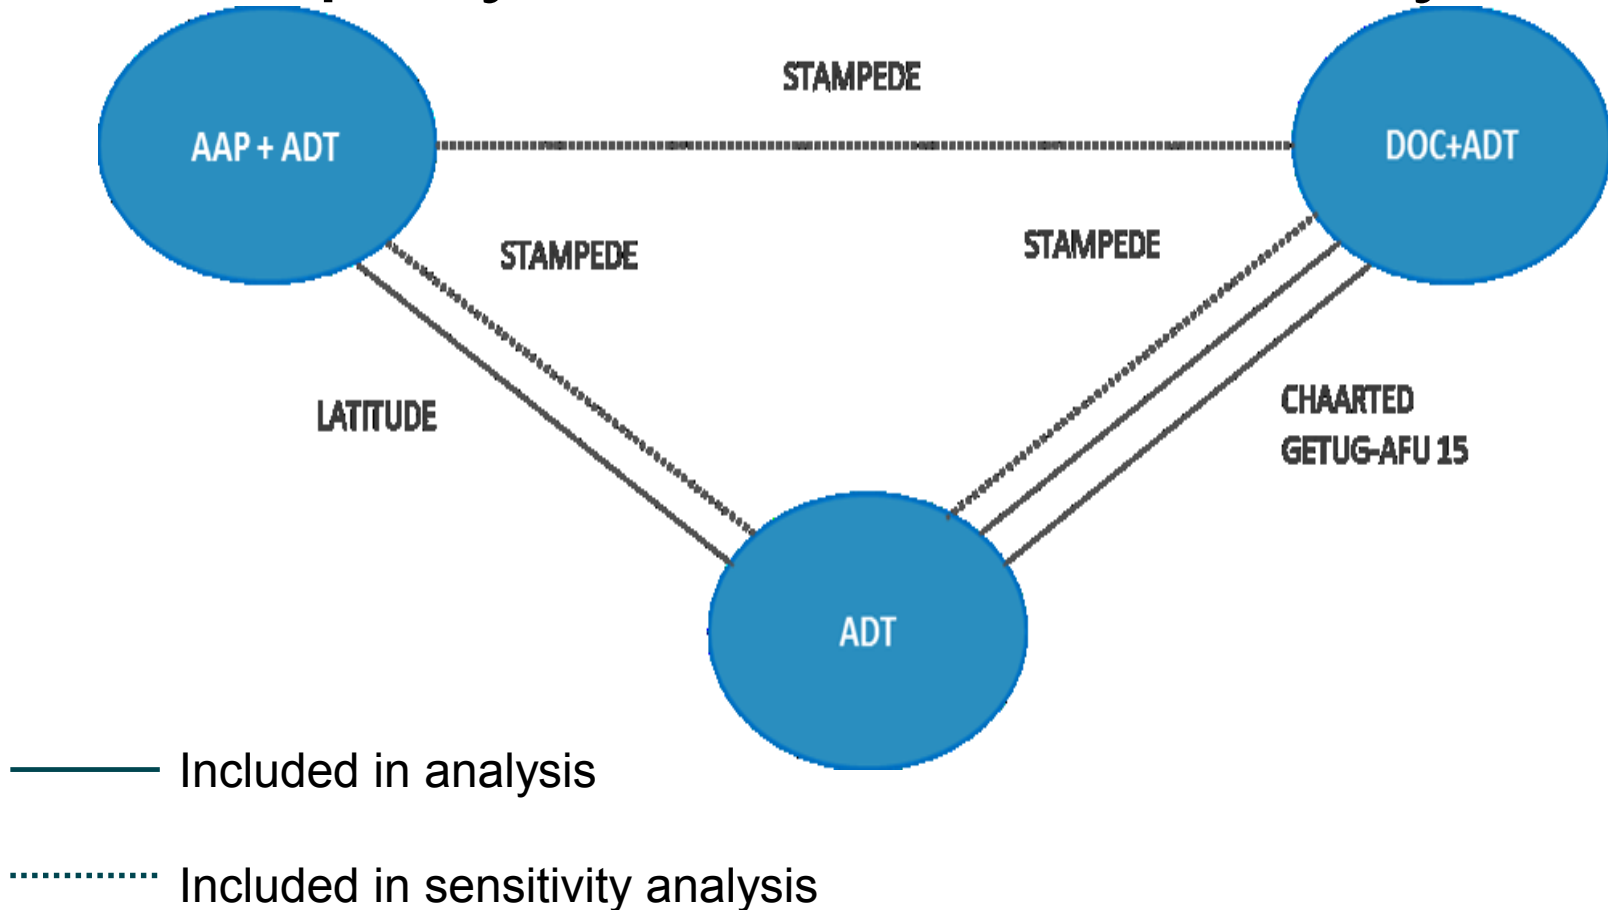 STAMPEDE
AAP + ADT
DOC+ADT
STAMPEDE
STAMPEDE
LATITUDE
CHAARTED
GETUG-AFU 15
ADT
Included in analysis
Included in sensitivity analysis